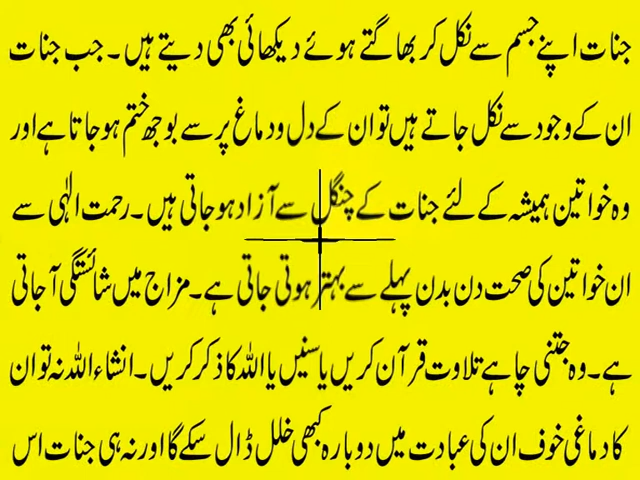 جنات اپنے جسم سے نکل کر بھاگتے ہوئے دیکھائی بھی دیتے ہیں۔ جب جنات
ان کے وجود سے نکل جاتے ہیں تو ان کے دل و دماغ پر سے بوجھ ختم ہو جاتا ہے اور
وہ خواتین ہمیشہ کے لئے جنات کے چنگل سے آزاد ہو جاتی ہیں۔ رحمت الٰہی سے
ان خواتین کی صحت دن بدن پہلے سے بہتر ہوتی جاتی ہے۔ مزاج میں شائستگی آ جاتی
ہے۔ وہ جتنی چاہے تلاوت قرآن کریں یا سنیں یا اللہ کا ذکر کریں۔ انشاء اللہ نہ تو ان
کا دماغی خوف ان کی عبادت میں دوبارہ کبھی خلل ڈال سکے گا اور نہ ہی جنات اس